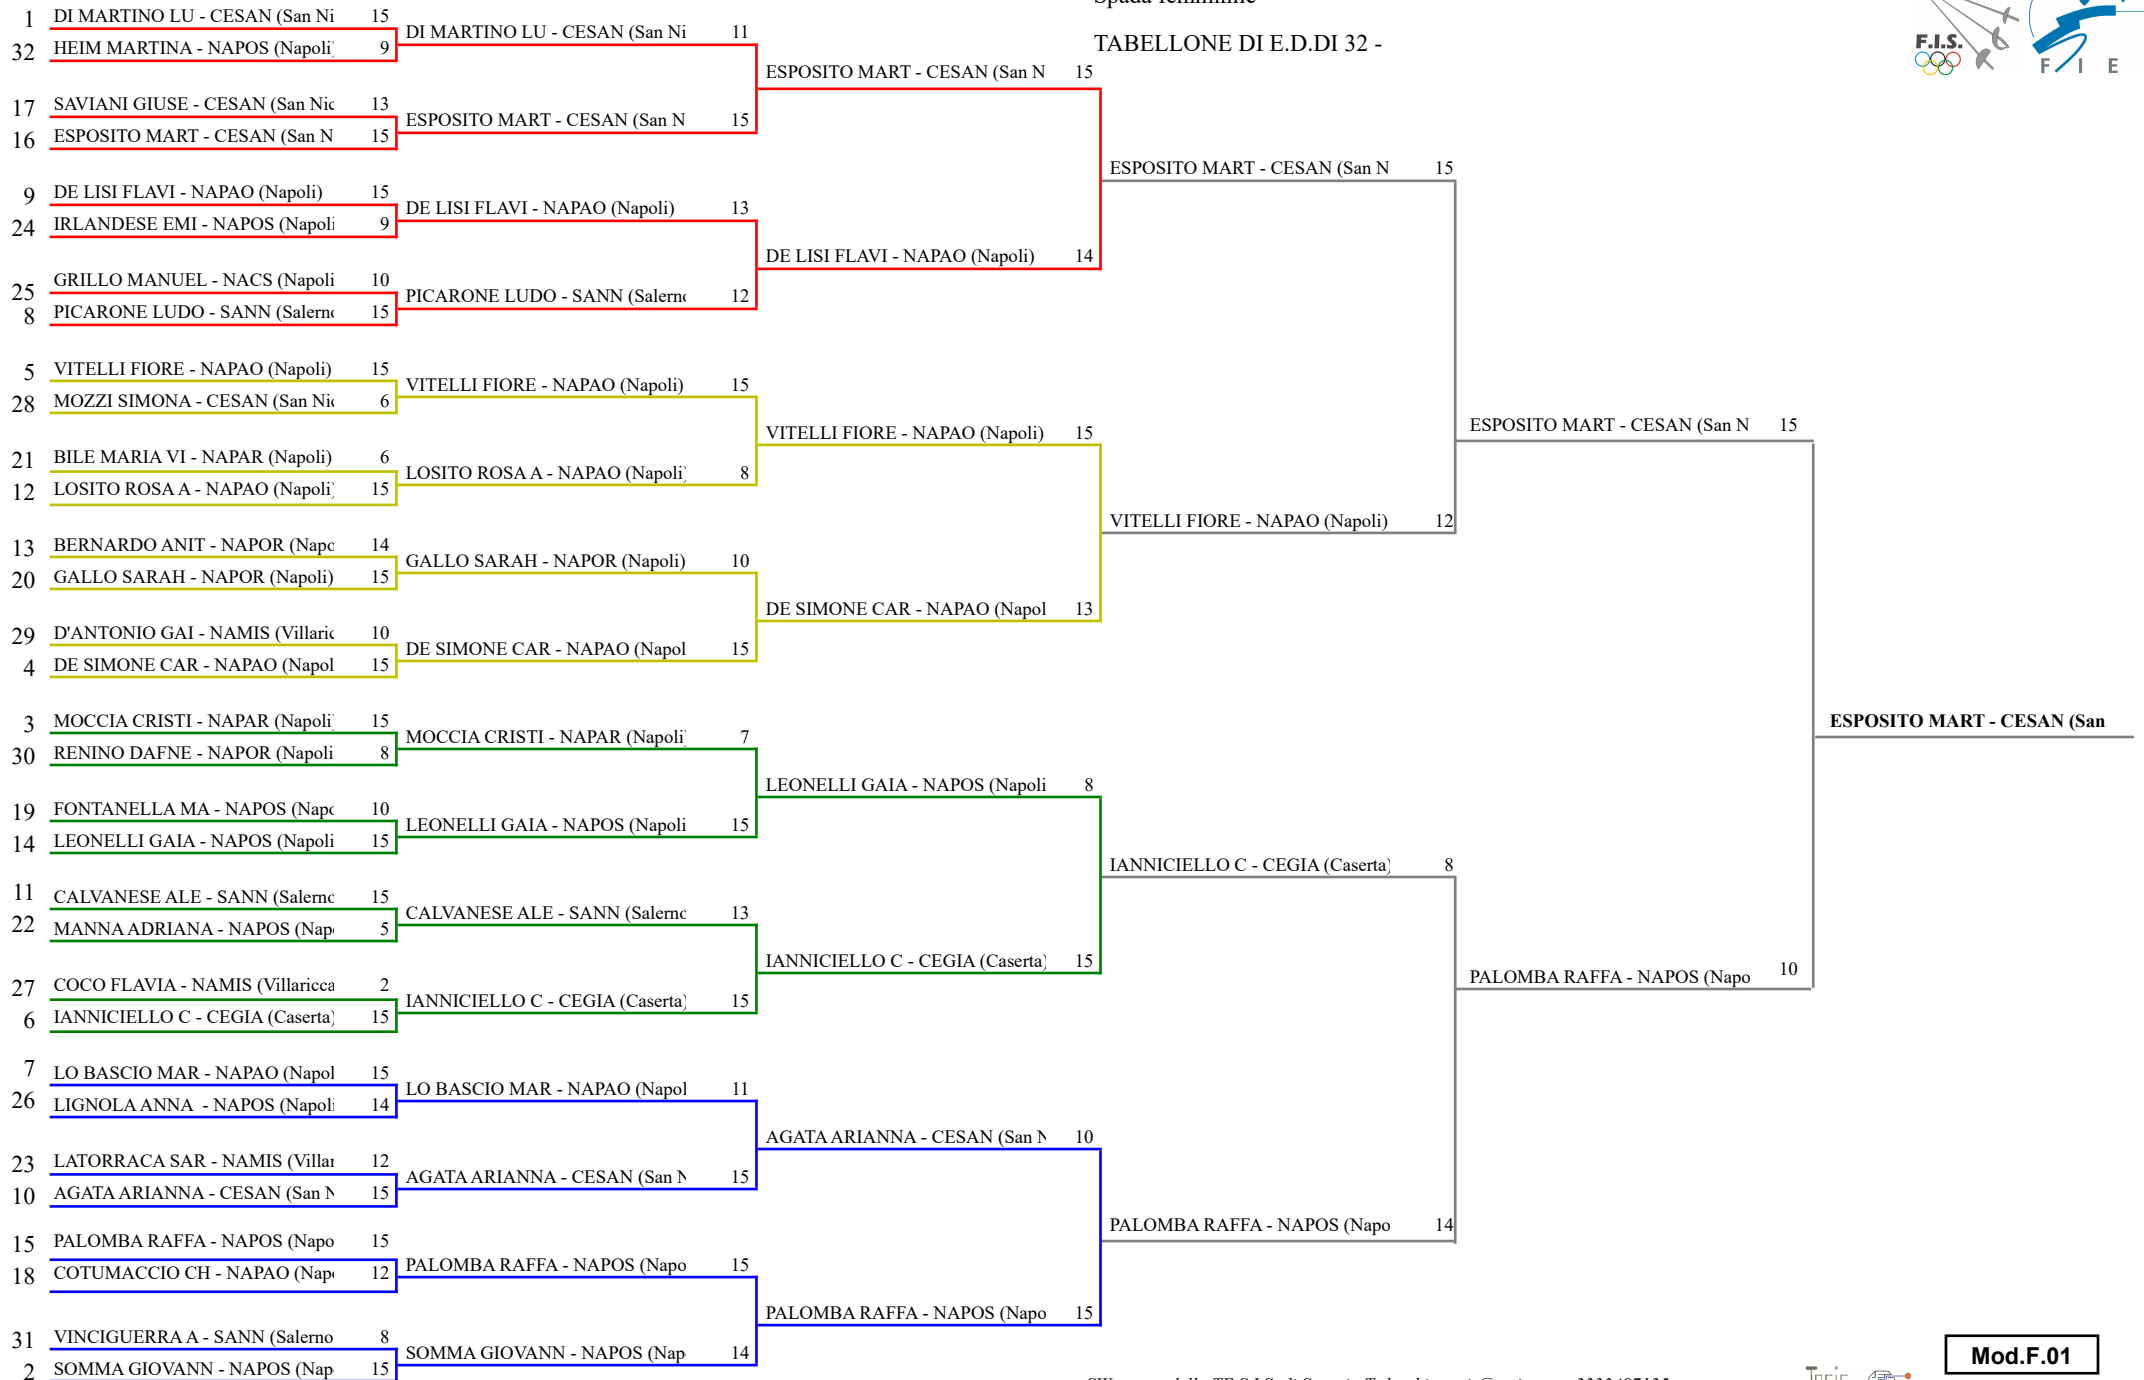 TABELLONE DI E.D.DI 32 -
F.I.S.
F I E
1 DI MARTINO LU - CESAN (San Ni 15
32 HEIM MARTINA - NAPOS (Napoli) 9
17 SAVIANI GIUSE - CESAN (San Nic 13
16 ESPOSITO MART - CESAN (San N 15
9 DE LISI FLAVI - NAPAO (Napoli) 15
24 IRLANDESE EMI - NAPOS (Napoli 9
25 GRILLO MANUEL - NACS (Napoli 10
8 PICARONE LUDO - SANN (Salerno 15
5 VITELLI FIORE - NAPAO (Napoli) 15
28 MOZZI SIMONA - CESAN (San Nic 6
21 BILE MARIA VI - NAPAR (Napoli) 6
12 LOSITO ROSA A - NAPAO (Napoli) 15
13 BERNARDO ANIT - NAPOR (Napo 14
20 GALLO SARAH - NAPOR (Napoli) 15
29 D'ANTONIO GAI - NAMIS (Villaric 10
4 DE SIMONE CAR - NAPAO (Napol 15
3 MOCCIA CRISTI - NAPAR (Napoli) 15
30 RENINO DAFNE - NAPOR (Napoli 8
19 FONTANELLA MA - NAPOS (Napo 10
14 LEONELLI GAIA - NAPOS (Napoli 15
11 CALVANESE ALE - SANN (Salerno 15
22 MANNA ADRIANA - NAPOS (Napo 5
27 COCO FLAVIA - NAMIS (Villaricca 2
6 IANNICIELLO C - CEGIA (Caserta) 15
7 LO BASCIO MAR - NAPAO (Napol 15
26 LIGNOLA ANNA - NAPOS (Napoli 14
23 LATORRACA SAR - NAMIS (Villar 12
10 AGATA ARIANNA - CESAN (San N 15
15 PALOMBA RAFFA - NAPOS (Napo 15
18 COTUMACCIO CH - NAPAO (Napo 12
31 VINCIGUERRA A - SANN (Salerno 8
2 SOMMA GIOVANN - NAPOS (Nap 15
DI MARTINO LU - CESAN (San Ni 11
ESPOSITO MART - CESAN (San N 15
DE LISI FLAVI - NAPAO (Napoli) 13
PICARONE LUDO - SANN (Salerno 12
VITELLI FIORE - NAPAO (Napoli) 15
LOSITO ROSA A - NAPAO (Napoli) 8
GALLO SARAH - NAPOR (Napoli) 10
DE SIMONE CAR - NAPAO (Napol 15
MOCCIA CRISTI - NAPAR (Napoli) 7
LEONELLI GAIA - NAPOS (Napoli 15
CALVANESE ALE - SANN (Salerno 13
IANNICIELLO C - CEGIA (Caserta) 15
LO BASCIO MAR - NAPAO (Napol 11
AGATA ARIANNA - CESAN (San N 15
PALOMBA RAFFA - NAPOS (Napo 15
SOMMA GIOVANN - NAPOS (Nap 14
ESPOSITO MART - CESAN (San N 15
DE LISI FLAVI - NAPAO (Napoli) 14
VITELLI FIORE - NAPAO (Napoli) 15
DE SIMONE CAR - NAPAO (Napol 13
LEONELLI GAIA - NAPOS (Napoli 8
IANNICIELLO C - CEGIA (Caserta) 15
AGATA ARIANNA - CESAN (San N 10
PALOMBA RAFFA - NAPOS (Napo 15
ESPOSITO MART - CESAN (San N 15
VITELLI FIORE - NAPAO (Napoli) 12
IANNICIELLO C - CEGIA (Caserta) 8
PALOMBA RAFFA - NAPOS (Napo 14
ESPOSITO MART - CESAN (San N 15
PALOMBA RAFFA - NAPOS (Napo 10
ESPOSITO MART - CESAN (San
Mod.F.01